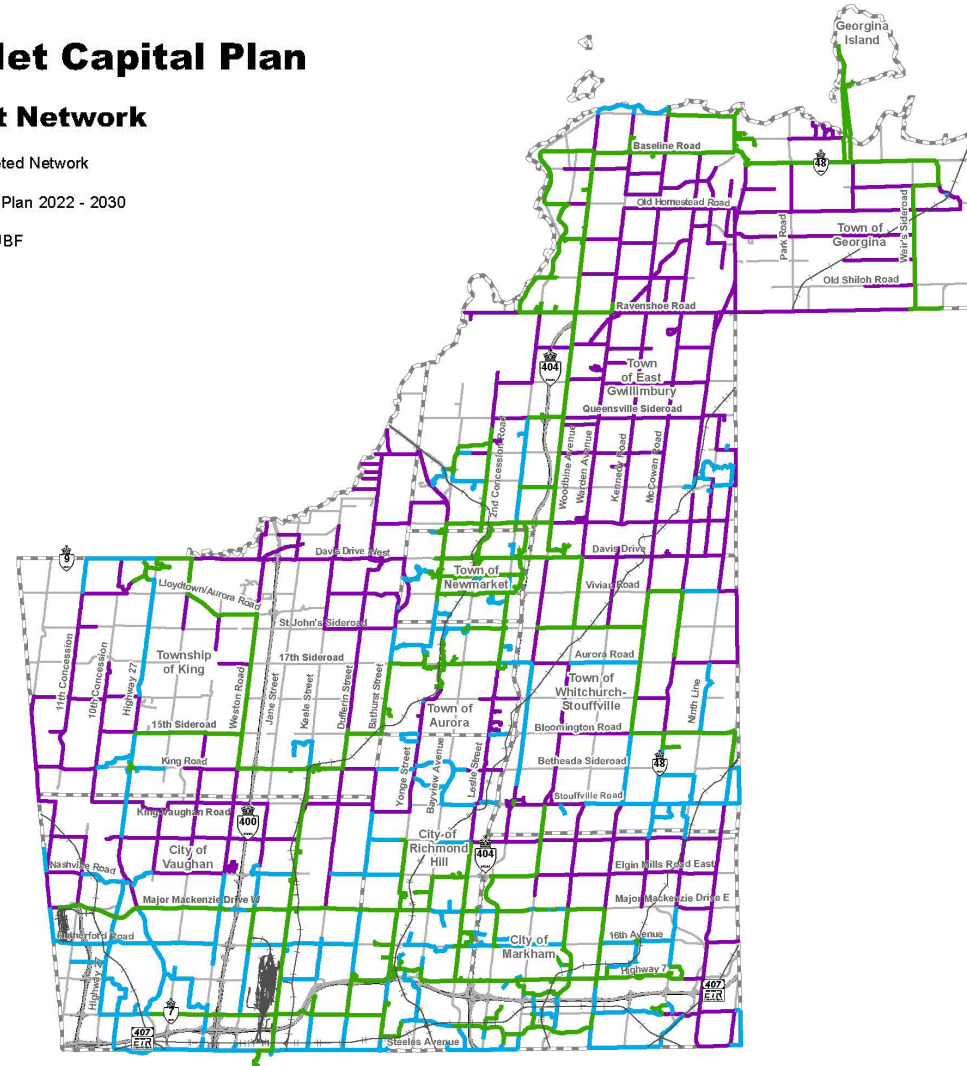 let Capital Plan
t Network
eted Network
Plan 2022 - 2030
BF
Georgina
Island
Baseline Road
48
Old Homestead Road
Park Road
Town of
Georgina
Weir's Sideroad
Old Shiloh Road
Ravenshoe Road
404
Town
of East
Gwillimbury
Queensville Sideroad
2nd Concession Road
Woodbine Avenue
Warden Avenue
Kennedy Road
McCowan Road
9
Davis Drive West
Davis Drive
Town of
Newmarket
Vivian Road
Lloydtown/Aurora Road
St John's Sideroad
Township
of King
17th Sideroad
Aurora Road
11th Concession
10th Concession
Highway 27
Weston Road
Jane Street
Keele Street
Dufferin Street
Bathurst Street
Town of
Whitchurch-
Stouffville
Ninth Line
Town of
Aurora
15th Sideroad
Bloomington Road
King Road
Bethesda Sideroad
48
Yonge Street
Bayview Avenue
Leslie Street
Stouffville Road
King-Vaughan Road
400
City of
Richmond
Hill
404
City of
Vaughan
Nashville Road
Elgin Mills Road East
Major Mackenzie Drive W
Major Mackenzie Drive E
Rutherford Road
16th Avenue
City of
Markham
Highway 27
Highway 7
407
ETR
7
407
ETR
Steeles Avenue